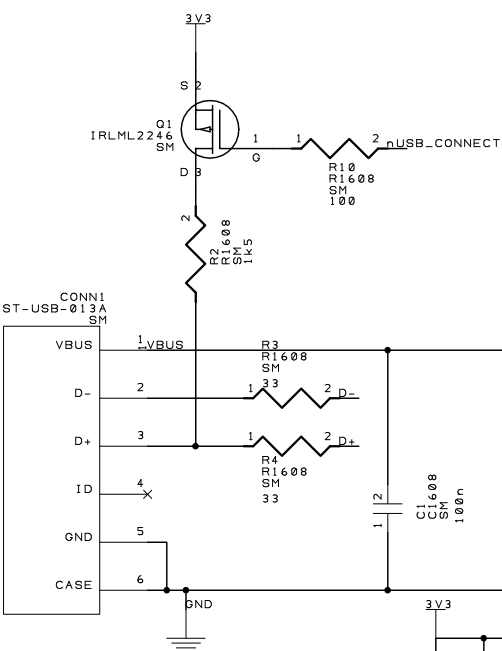 3V3
S 2
Q1
IRLML2246
SM
1
G
D 3
1 2 nUSB_CONNECT
R10
R1608
SM
100
2
R2
R1608
SM
1k5
CONN1
ST-USB-013A
SM
VBUS 1 VBUS
R3
R1608
SM
33
D- 2 1 2 D-
D+ 3 1 2 D+
R4
R1608
SM
33
ID 4
GND 5
CASE 6
GND
2
1
C1
C1608
SM
100n
3V3